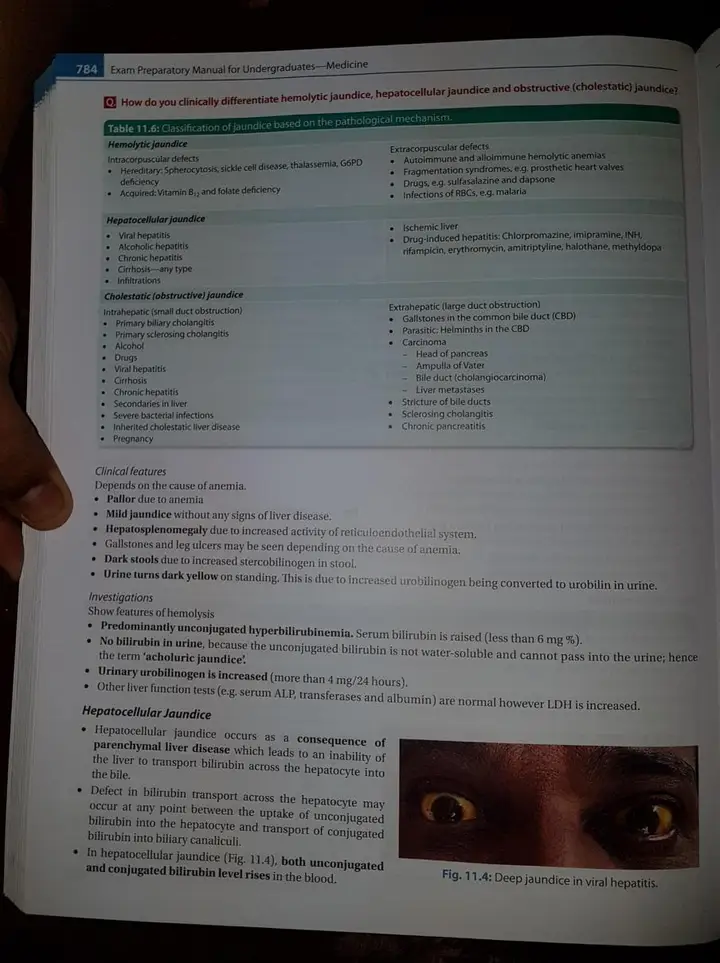 784 Exam Preparatory Manual for Undergraduates—Medicine
Q. How do you clinically differentiate hemolytic jaundice, hepatocellular jaundice and obstructive (cholestatic) jaundice?
Table 11.6: Classification of jaundice based on the pathological mechanism.
Hemolytic jaundice
Intracorpuscular defects
• Hereditary: Spherocytosis, sickle cell disease, thalassemia, G6PD
deficiency
• Acquired: Vitamin B12 and folate deficiency
Extracorpuscular defects
• Autoimmune and alloimmune hemolytic anemias
• Fragmentation syndromes, e.g. prosthetic heart valves
• Drugs, e.g. sulfasalazine and dapsone
• Infections of RBCs, e.g. malaria
Hepatocellular jaundice
• Viral hepatitis
• Alcoholic hepatitis
• Chronic hepatitis
• Cirrhosis—any type
• Infiltrations
• Ischemic liver
• Drug-induced hepatitis: Chlorpromazine, imipramine, INH,
rifampicin, erythromycin, amitriptyline, halothane, methyldopa
Cholestatic (obstructive) jaundice
Intrahepatic (small duct obstruction)
• Primary biliary cholangitis
• Primary sclerosing cholangitis
• Alcohol
• Drugs
• Viral hepatitis
• Cirrhosis
• Chronic hepatitis
• Secondaries in liver
• Severe bacterial infections
• Inherited cholestatic liver disease
• Pregnancy
Extrahepatic (large duct obstruction)
• Gallstones in the common bile duct (CBD)
• Parasitic: Helminths in the CBD
• Carcinoma
– Head of pancreas
– Ampulla of Vater
– Bile duct (cholangiocarcinoma)
– Liver metastases
• Stricture of bile ducts
• Sclerosing cholangitis
• Chronic pancreatitis
Clinical features
Depends on the cause of anemia.
• Pallor due to anemia
• Mild jaundice without any signs of liver disease.
• Hepatosplenomegaly due to increased activity of reticuloendothelial system.
• Gallstones and leg ulcers may be seen depending on the cause of anemia.
• Dark stools due to increased stercobilinogen in stool.
• Urine turns dark yellow on standing. This is due to increased urobilinogen being converted to urobilin in urine.
Investigations
Show features of hemolysis
• Predominantly unconjugated hyperbilirubinemia. Serum bilirubin is raised (less than 6 mg %).
• No bilirubin in urine, because the unconjugated bilirubin is not water-soluble and cannot pass into the urine; hence
the term 'acholuric jaundice'.
• Urinary urobilinogen is increased (more than 4 mg/24 hours).
• Other liver function tests (e.g. serum ALP, transferases and albumin) are normal however LDH is increased.
Hepatocellular Jaundice
• Hepatocellular jaundice occurs as a consequence of
parenchymal liver disease which leads to an inability of
the liver to transport bilirubin across the hepatocyte into
the bile.
• Defect in bilirubin transport across the hepatocyte may
occur at any point between the uptake of unconjugated
bilirubin into the hepatocyte and transport of conjugated
bilirubin into biliary canaliculi.
• In hepatocellular jaundice (Fig. 11.4), both unconjugated
and conjugated bilirubin level rises in the blood.
Fig. 11.4: Deep jaundice in viral hepatitis.